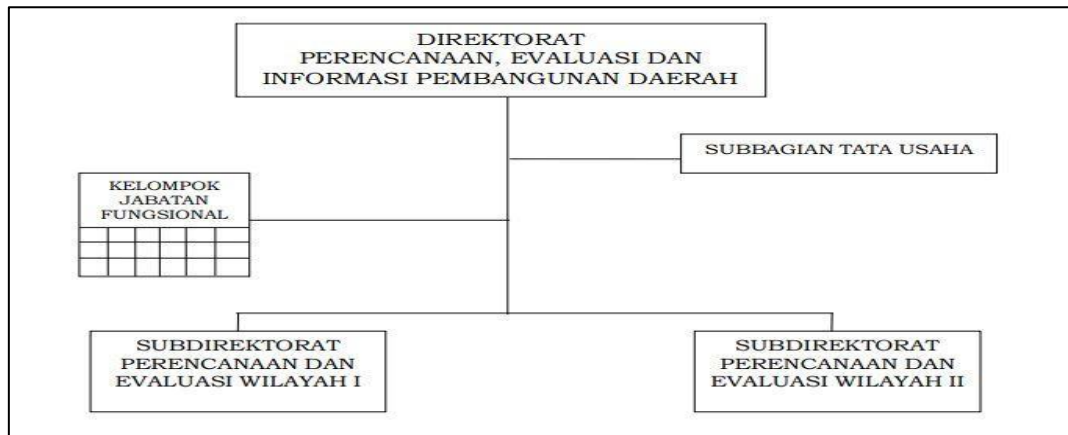 DIREKTORAT
PERENCANAAN, EVALUASI DAN
INFORMASI PEMBANGUNAN DAERAH
SUBBAGIAN TATA USAHA
KELOMPOK
JABATAN
FUNGSIONAL
SUBDIREKTORAT
PERENCANAAN DAN
EVALUASI WILAYAH I
SUBDIREKTORAT
PERENCANAAN DAN
EVALUASI WILAYAH II